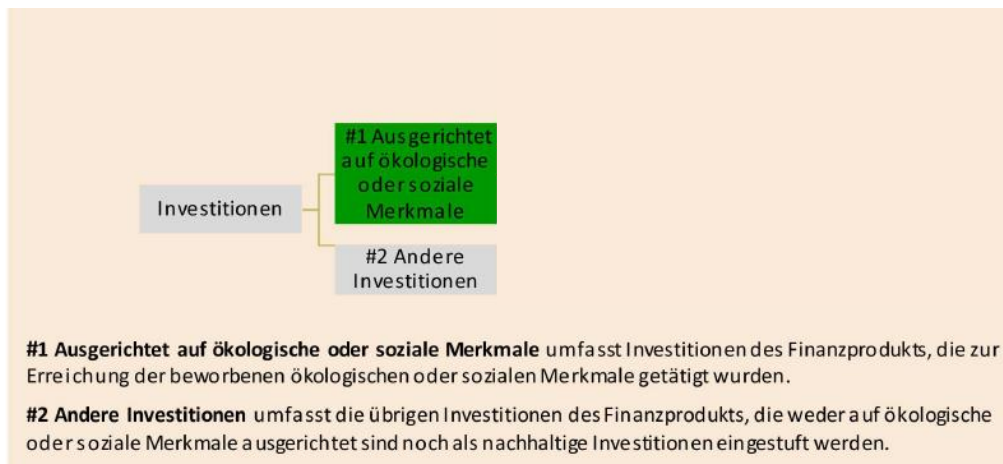 #1 Ausgerichtet
auf ökologische
oder soziale
Merkmale
Investitionen
#2 Andere
Investitionen
#1 Ausgerichtet auf ökologische oder soziale Merkmale umfasst Investitionen des Finanzprodukts, die zur
Erreichung der beworbenen ökologischen oder sozialen Merkmale getätigt wurden.
#2 Andere Investitionen umfasst die übrigen Investitionen des Finanzprodukts, die weder auf ökologische
oder soziale Merkmale ausgerichtet sind noch als nachhaltige Investitionen eingestuft werden.